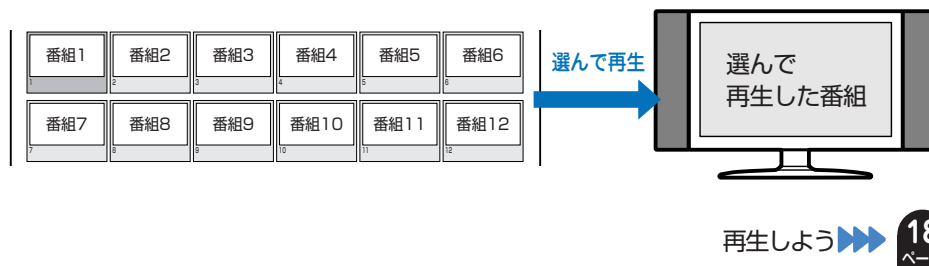 番組1 番組2 番組3 番組4 番組5 番組6
1 2 3 4 5 6
番組7 番組8 番組9 番組10 番組11 番組12
7 8 9 10 11 12
選んで再生
選んで
再生した番組
再生しよう